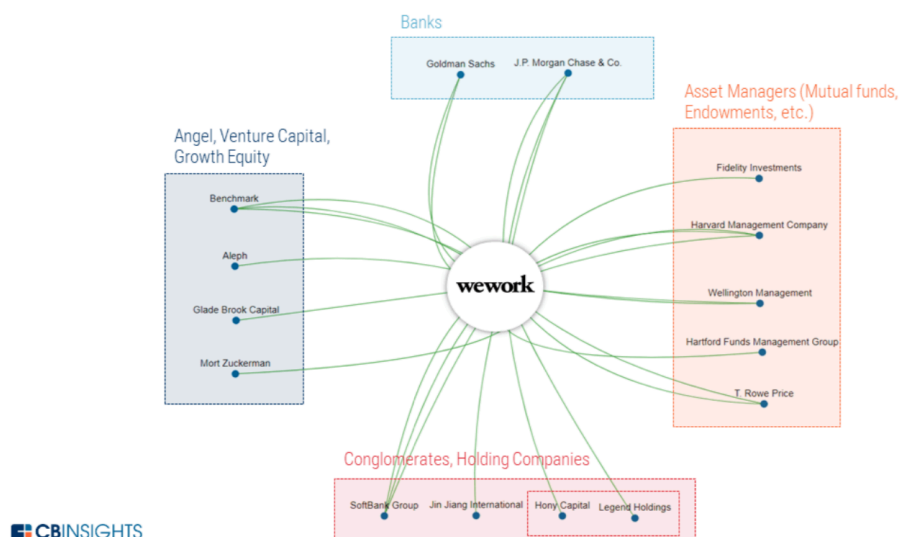 Banks
Goldman Sachs
J.P. Morgan Chase & Co.
Asset Managers (Mutual funds,
Endowments, etc.)
Angel, Venture Capital,
Growth Equity
Fidelity Investments
Benchmark
Harvard Management Company
Aleph
wework
Wellington Management
Glade Brook Capital
Hartford Funds Management Group
Mort Zuckerman
T. Rowe Price
Conglomerates, Holding Companies
SoftBank Group
Jin Jiang International
Hony Capital
Legend Holdings
CBINSIGHTS